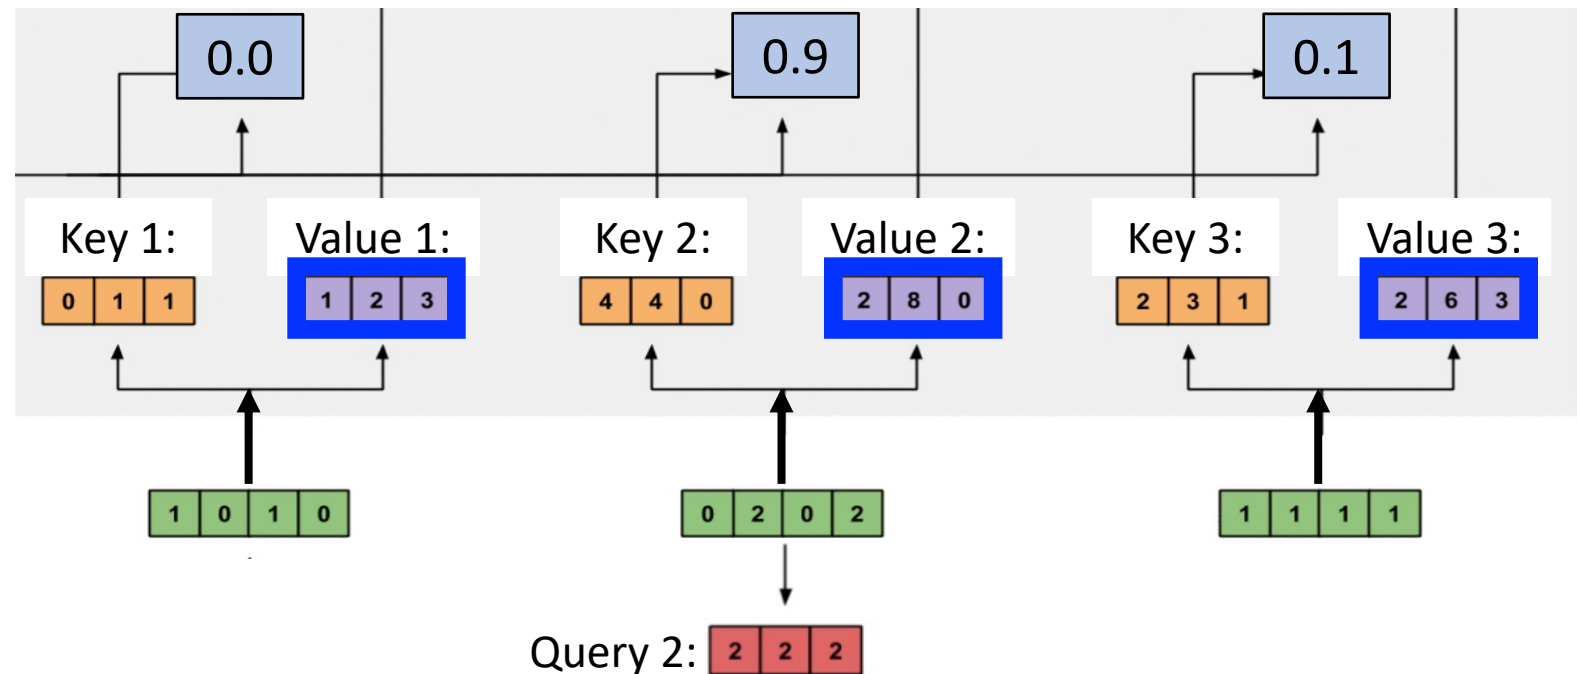 0.0 0.9 0.1
Key 1: Value 1: Key 2: Value 2: Key 3: Value 3:
0 1 1 1 2 3 4 4 0 2 8 0 2 3 1 2 6 3
1 0 1 0 0 2 0 2 1 1 1 1
Query 2: 2 2 2